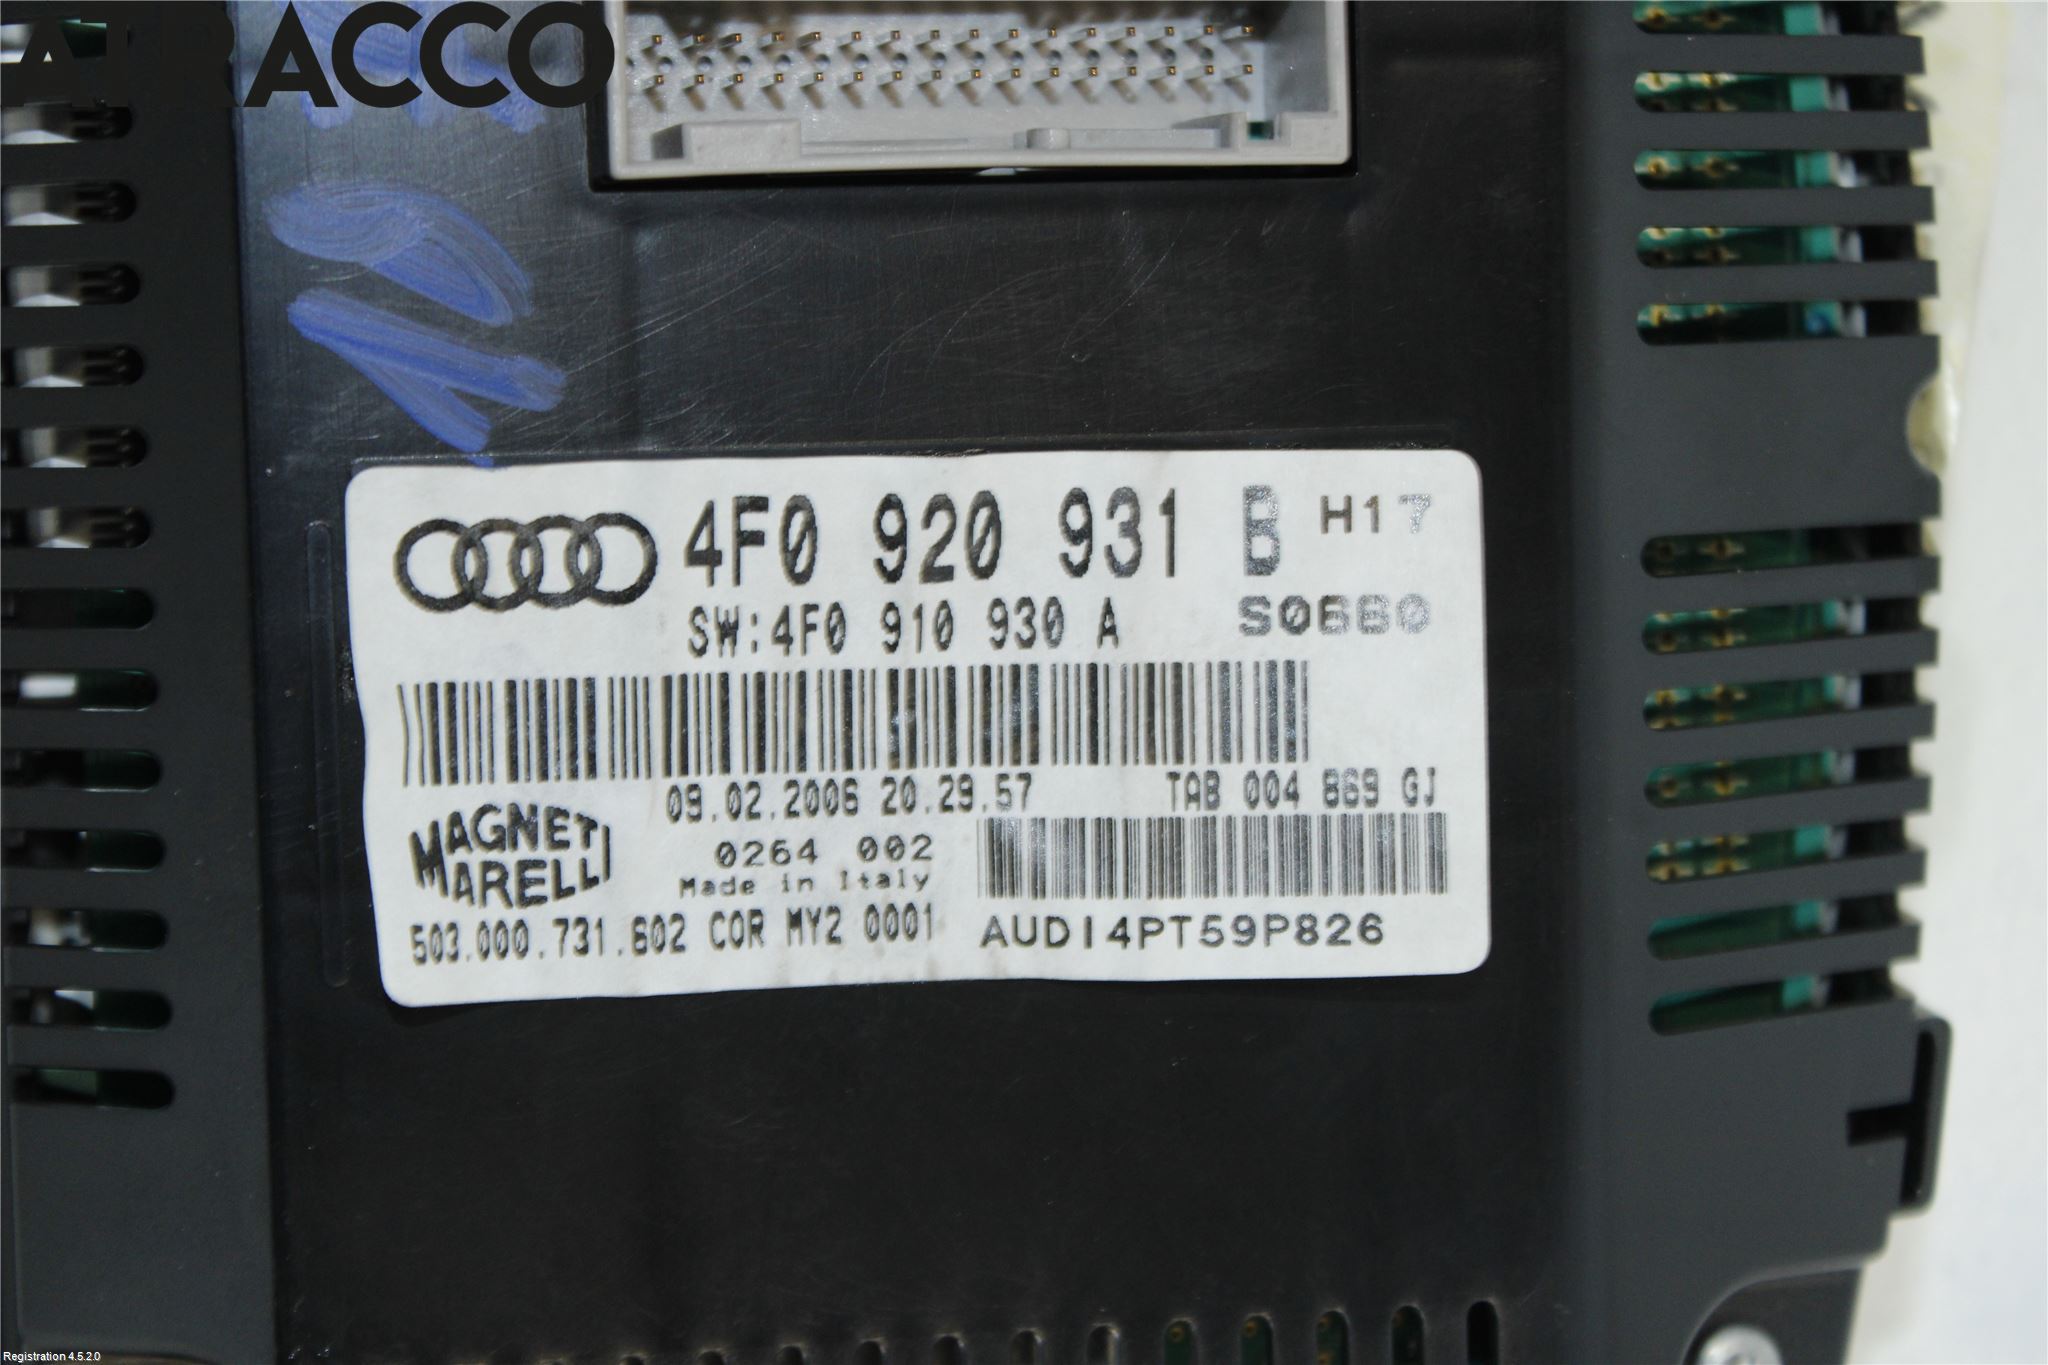 ATRACCO
4F0 920 931 B H17
SW:4F0 910 930 A S0660
09.02.2006 20.29.57 TAB 004 869 GJ
MAGNETI
MARELLI
0264 002
Made in Italy
503.000.731.602 COR MY2 0001 AUDI4PT59P826
Registration 4.5.2.0